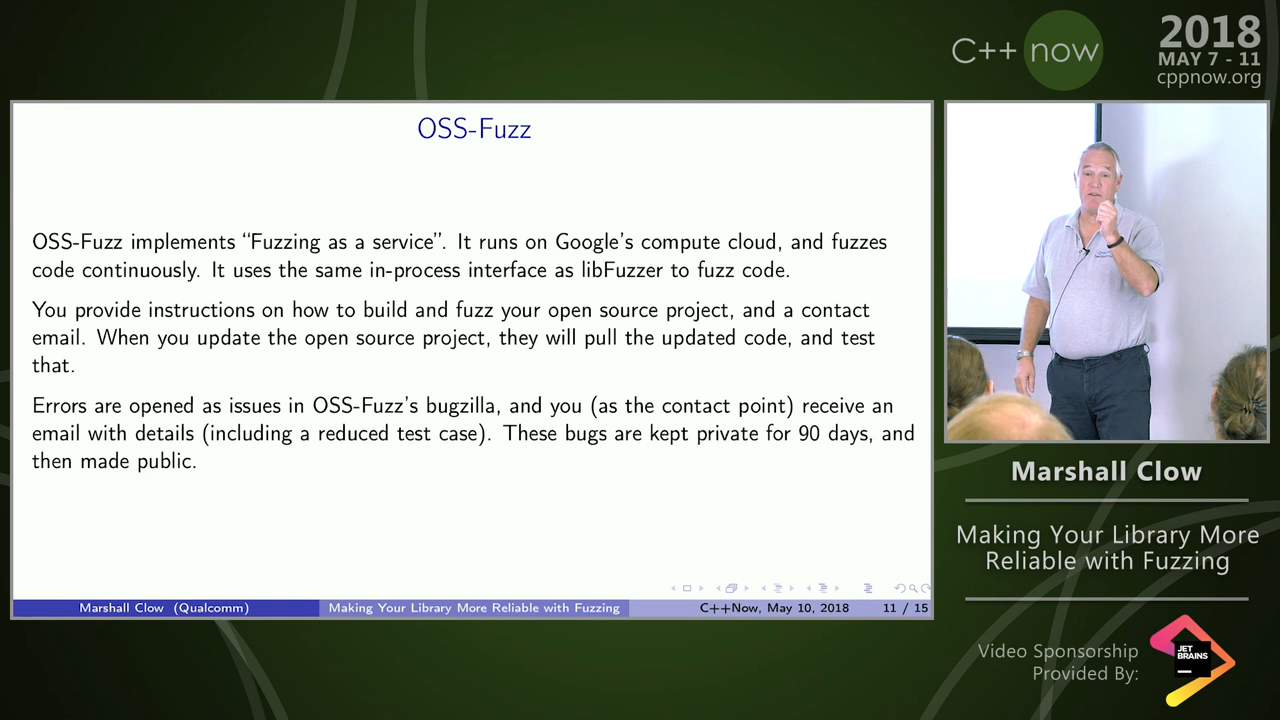 C++ now
2018
MAY 7 - 11
cppnow.org
OSS-Fuzz
OSS-Fuzz implements “Fuzzing as a service”. It runs on Google’s compute cloud, and fuzzes
code continuously. It uses the same in-process interface as libFuzzer to fuzz code.
You provide instructions on how to build and fuzz your open source project, and a contact
email. When you update the open source project, they will pull the updated code, and test
that.
Errors are opened as issues in OSS-Fuzz’s bugzilla, and you (as the contact point) receive an
email with details (including a reduced test case). These bugs are kept private for 90 days, and
then made public.
Marshall Clow (Qualcomm)
Making Your Library More Reliable with Fuzzing
C++Now, May 10, 2018
11 / 15
Marshall Clow
Making Your Library More
Reliable with Fuzzing
Video Sponsorship
Provided By:
JET
BRAINS